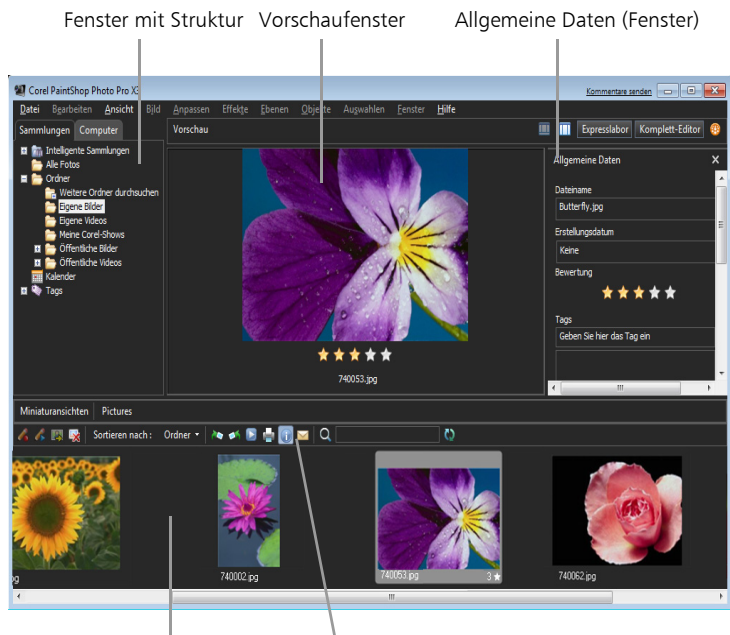 Fenster mit Struktur Vorschaufenster Allgemeine Daten (Fenster)
Corel PaintShop Photo Pro X3
Kommentare senden
Datei Bearbeiten Ansicht Bild Anpassen Effekte Ebenen Objekte Auswahlen Fenster Hilfe
Sammlungen Computer
Vorschau
Expresslabor Komplett-Editor
Intelligente Sammlungen
Alle Fotos
Ordner
Weitere Ordner durchsuchen
Eigene Bilder
Eigene Videos
Meine Corel-Shows
Öffentliche Bilder
Öffentliche Videos
Kalender
Tags
740053.jpg
Allgemeine Daten
Dateiname
Butterfly.jpg
Erstellungsdatum
Keine
Bewertung
Tags
Geben Sie hier das Tag ein
Miniaturansichten Pictures
Sortieren nach: Ordner
pg
740002.jpg
740053.jpg 3
740062.jpg